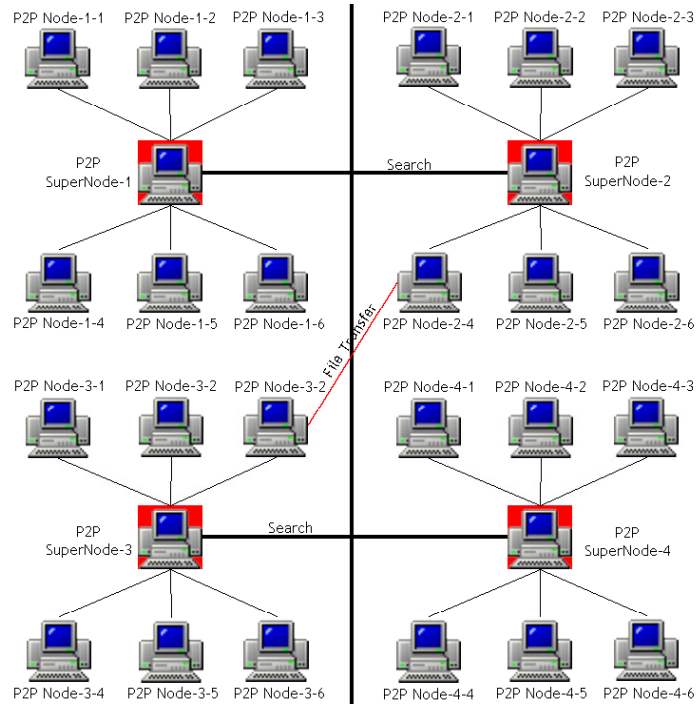 P2P Node-1-1
P2P Node-1-2
P2P Node-1-3
P2P Node-2-1
P2P Node-2-2
P2P Node-2-3
P2P
SuperNode-1
Search
P2P
SuperNode-2
P2P Node-1-4
P2P Node-1-5
P2P Node-1-6
P2P Node-2-4
P2P Node-2-5
P2P Node-2-6
File Transfer
P2P Node-3-1
P2P Node-3-2
P2P Node-3-2
P2P Node-4-1
P2P Node-4-2
P2P Node-4-3
P2P
SuperNode-3
Search
P2P
SuperNode-4
P2P Node-3-4
P2P Node-3-5
P2P Node-3-6
P2P Node-4-4
P2P Node-4-5
P2P Node-4-6